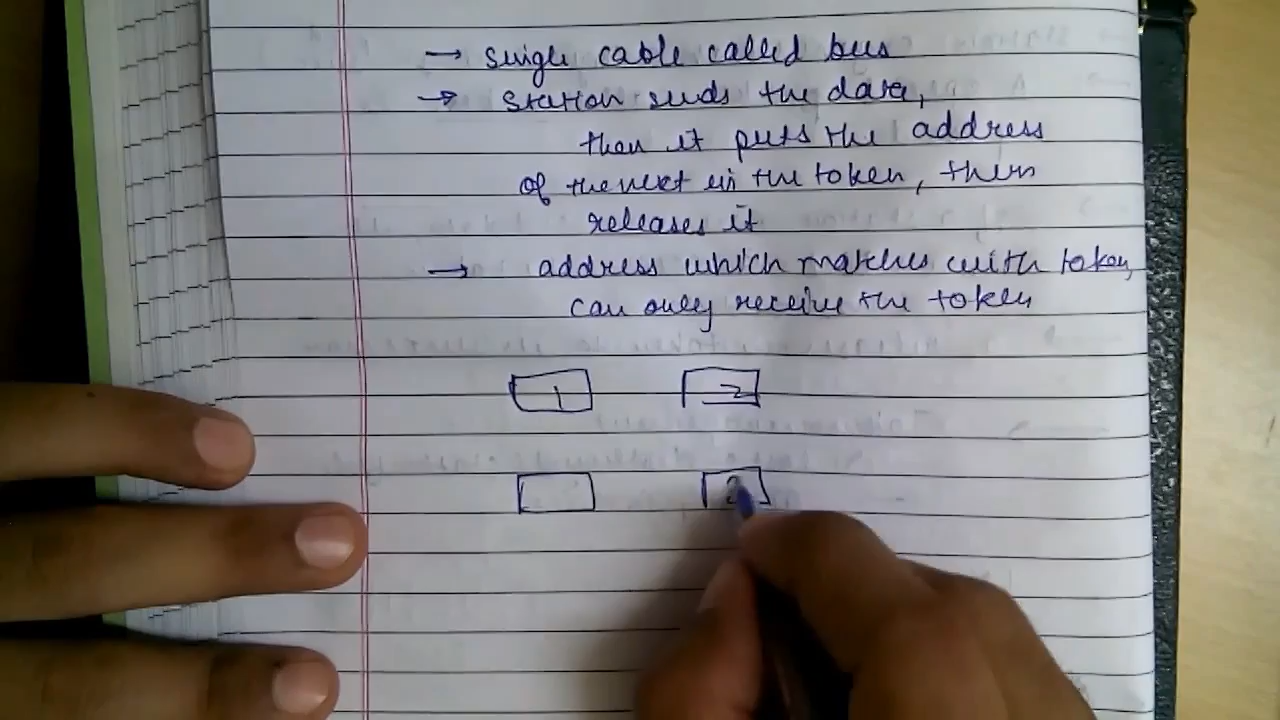 → single cable called bus
→ station sends the data,
then it puts the address
of the next in the token, then
releases it
→ address which matches with token,
can only receive the token
1 2
3